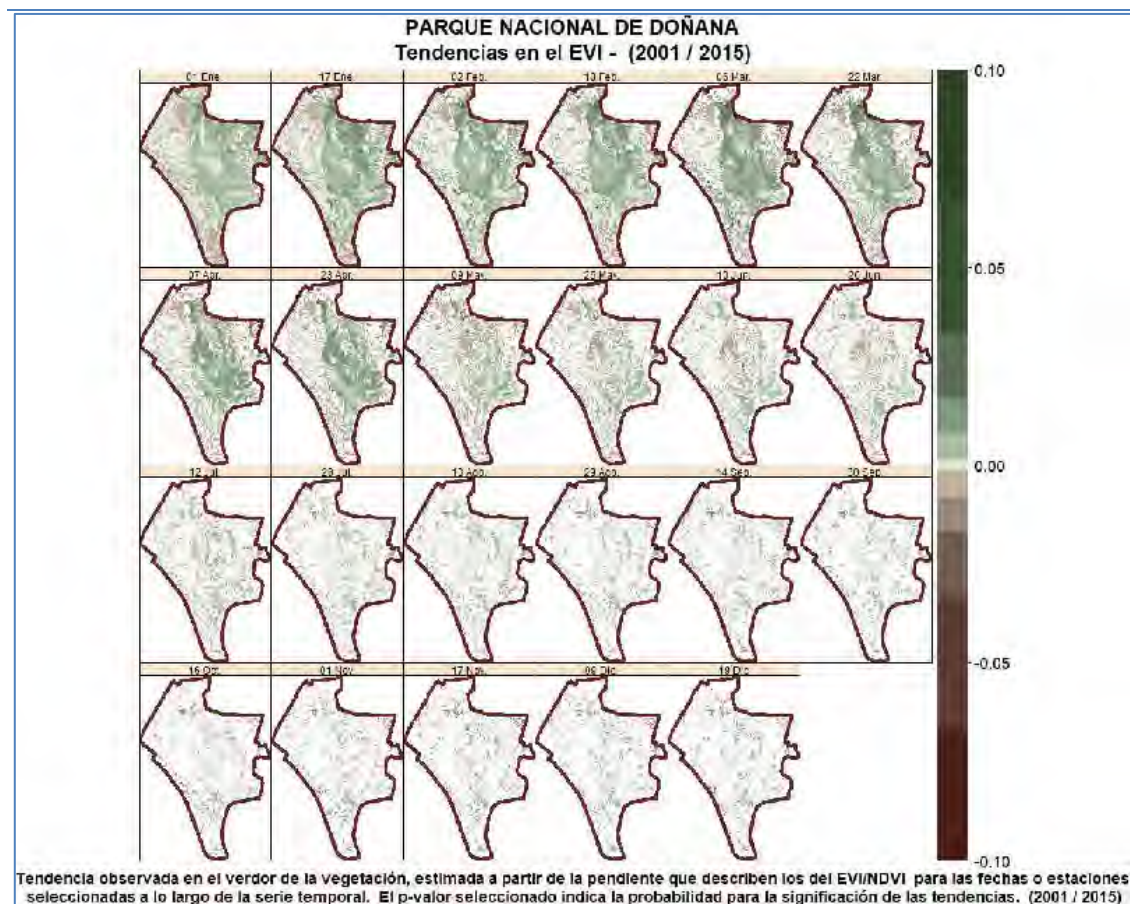 PARQUE NACIONAL DE DOÑANA
Tendencias en el EVI - (2001 / 2015)
01 Ene. 17 Ene. 02 Feb. 18 Feb. 06 Mar. 22 Mar.
07 Apr. 23 Apr. 09 May. 25 May. 10 Jun. 26 Jun.
12 Jul. 28 Jul. 13 Ago. 29 Ago. 14 Sep. 30 Sep.
16 Oct. 01 Nov. 17 Nov. 19 Dic.
0.10
0.05
0.00
-0.05
-0.10
Tendencia observada en el verdor de la vegetación, estimada a partir de la pendiente que describen los del EVI/NDVI para las fechas o estaciones
seleccionadas a lo largo de la serie temporal. El p-valor seleccionado indica la probabilidad para la significación de las tendencias. (2001 / 2015)